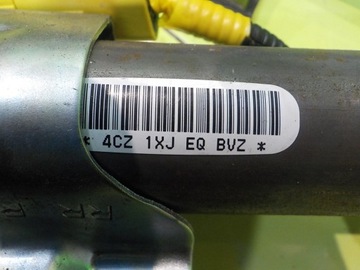 * 4CZ 1XJ EQ BVZ *